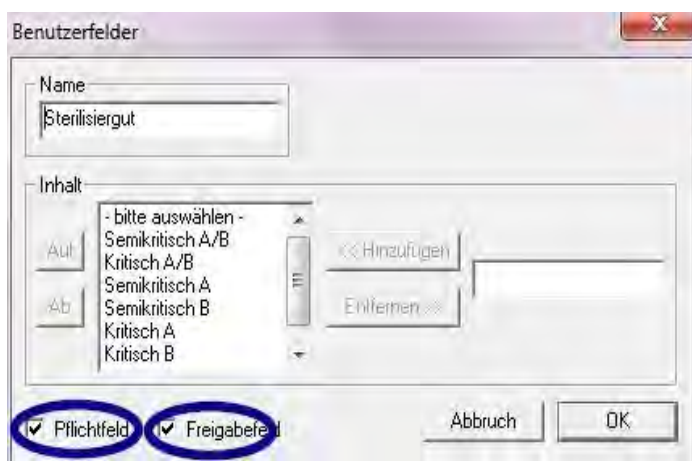 Benutzerfelder
Name
Sterilisiergut
Inhalt
- bitte auswählen -
Semikritisch A/B
Kritisch A/B
Semikritisch A
Semikritisch B
Kritisch A
Kritisch B
Auf
Ab
<< Hinzufügen
Entfernen >>
Pflichtfeld
Freigabefeld
Abbruch
OK